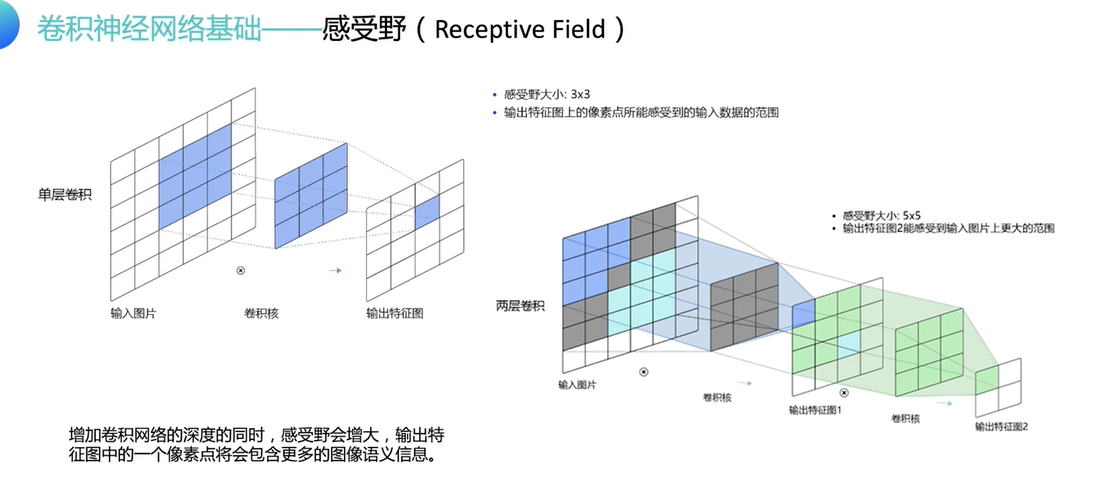 卷积神经网络基础——感受野（Receptive Field）
• 感受野大小: 3x3
• 输出特征图上的像素点所能感受到的输入数据的范围
单层卷积
输入图片
卷积核
输出特征图
• 感受野大小: 5x5
• 输出特征图2能感受到输入图片上更大的范围
两层卷积
输入图片
卷积核
输出特征图1
卷积核
输出特征图2
增加卷积网络的深度的同时，感受野会增大，输出特
征图中的一个像素点将会包含更多的图像语义信息。